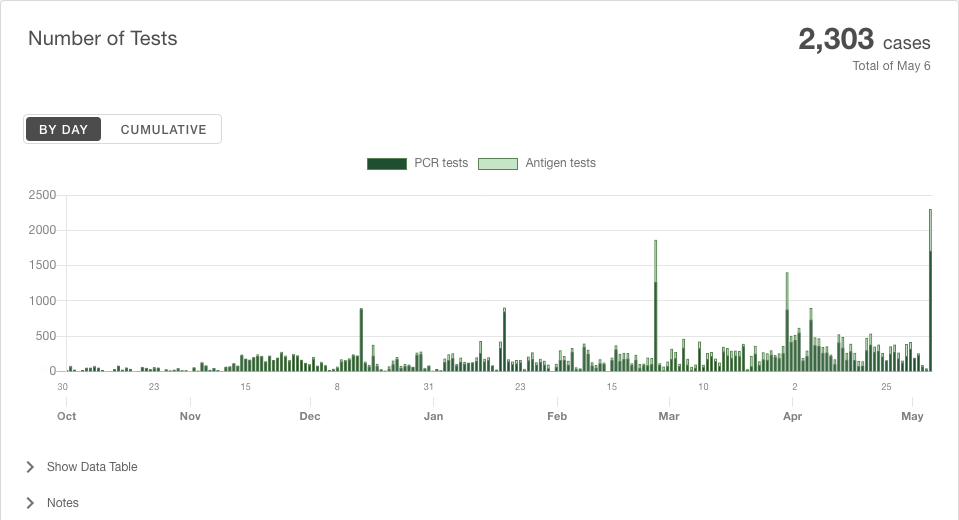 Number of Tests
2,303 cases
Total of May 6
BY DAY CUMULATIVE
PCR tests Antigen tests
2500
2000
1500
1000
500
0
30 23 15 8 31 23 15 10 2 25
Oct Nov Dec Jan Feb Mar Apr May
Show Data Table
Notes